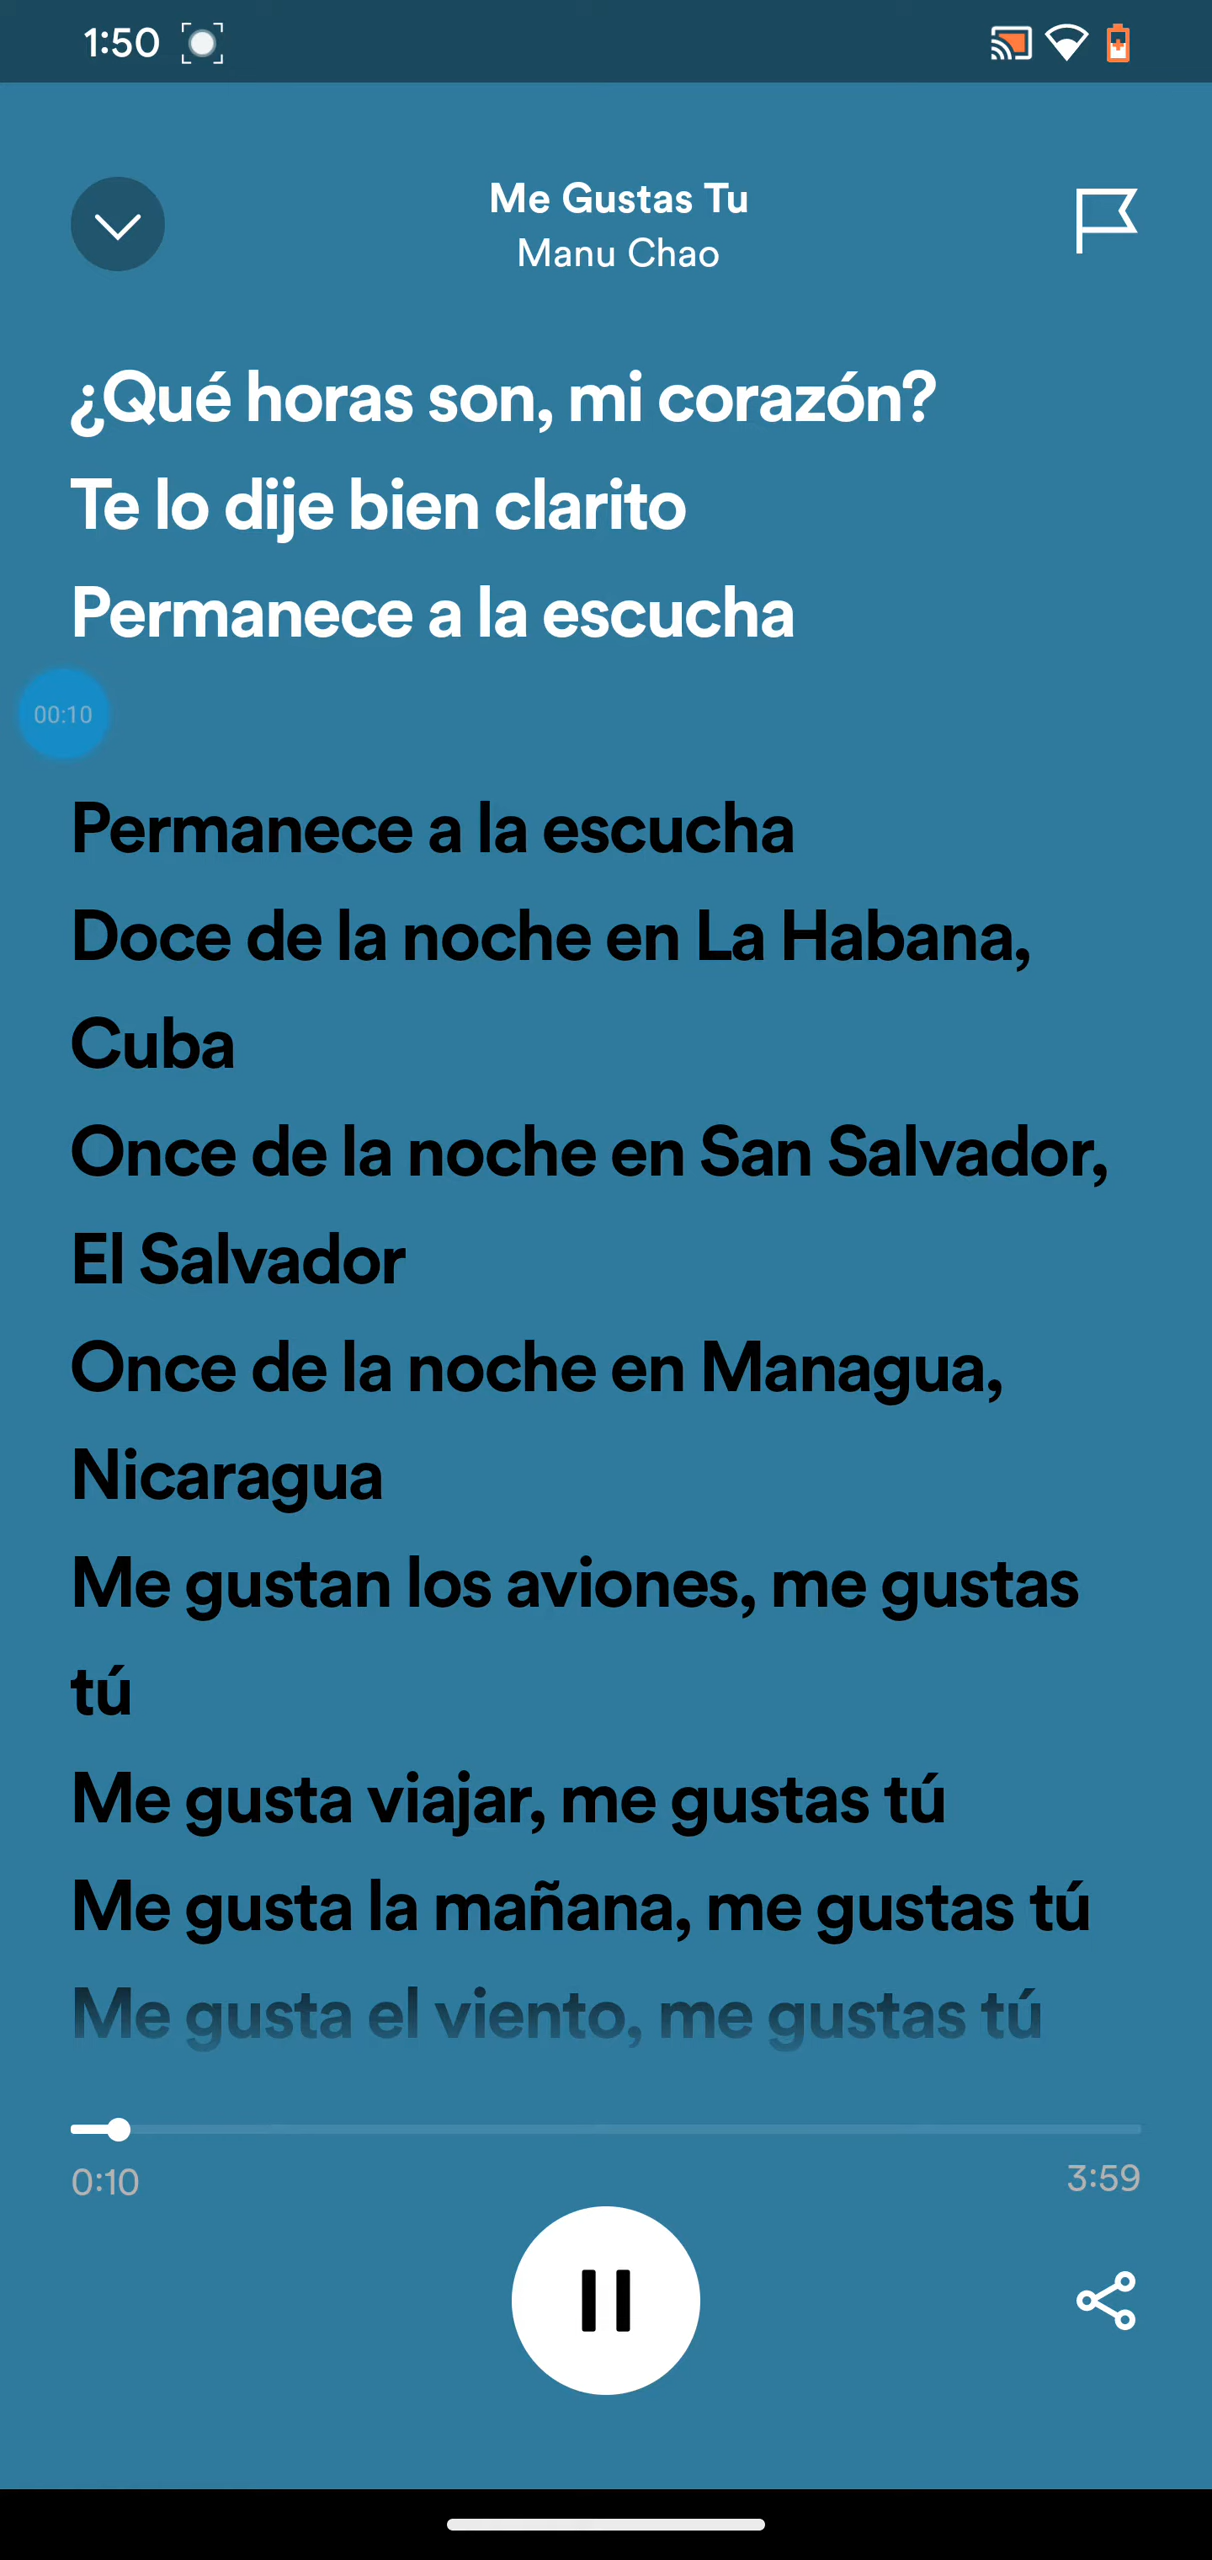 1:50
Me Gustas Tu
Manu Chao
¿Qué horas son, mi corazón?
Te lo dije bien clarito
Permanece a la escucha
00:10
Permanece a la escucha
Doce de la noche en La Habana,
Cuba
Once de la noche en San Salvador,
El Salvador
Once de la noche en Managua,
Nicaragua
Me gustan los aviones, me gustas
tú
Me gusta viajar, me gustas tú
Me gusta la mañana, me gustas tú
Me gusta el viento, me gustas tú
0:10
3:59